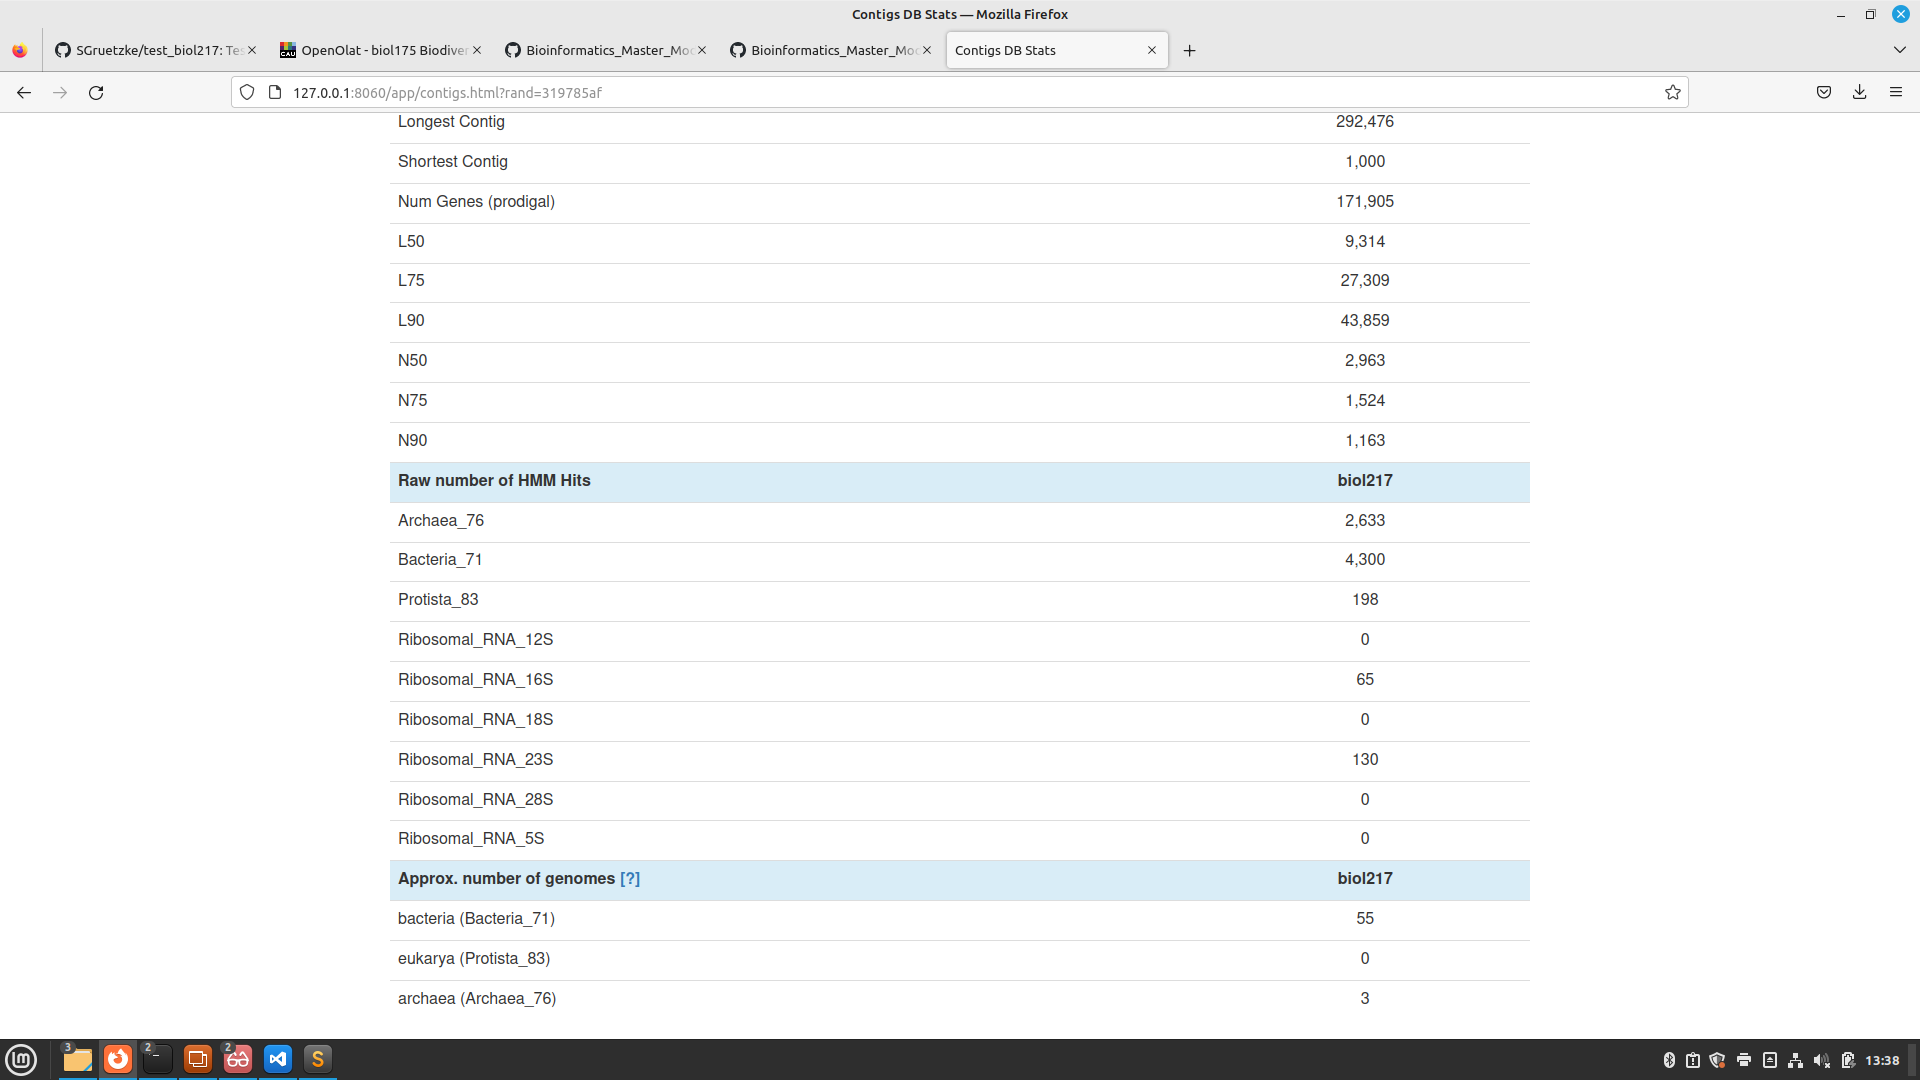 Contigs DB Stats — Mozilla Firefox
SGruetzke/test_biol217: Tes
OpenOlat - biol175 Biodiver
Bioinformatics_Master_Mod
Bioinformatics_Master_Mod
Contigs DB Stats
127.0.0.1:8060/app/contigs.html?rand=319785af
Longest Contig 292,476
Shortest Contig 1,000
Num Genes (prodigal) 171,905
L50 9,314
L75 27,309
L90 43,859
N50 2,963
N75 1,524
N90 1,163
Raw number of HMM Hits biol217
Archaea_76 2,633
Bacteria_71 4,300
Protista_83 198
Ribosomal_RNA_12S 0
Ribosomal_RNA_16S 65
Ribosomal_RNA_18S 0
Ribosomal_RNA_23S 130
Ribosomal_RNA_28S 0
Ribosomal_RNA_5S 0
Approx. number of genomes [?] biol217
bacteria (Bacteria_71) 55
eukarya (Protista_83) 0
archaea (Archaea_76) 3
3 2 2 13:38